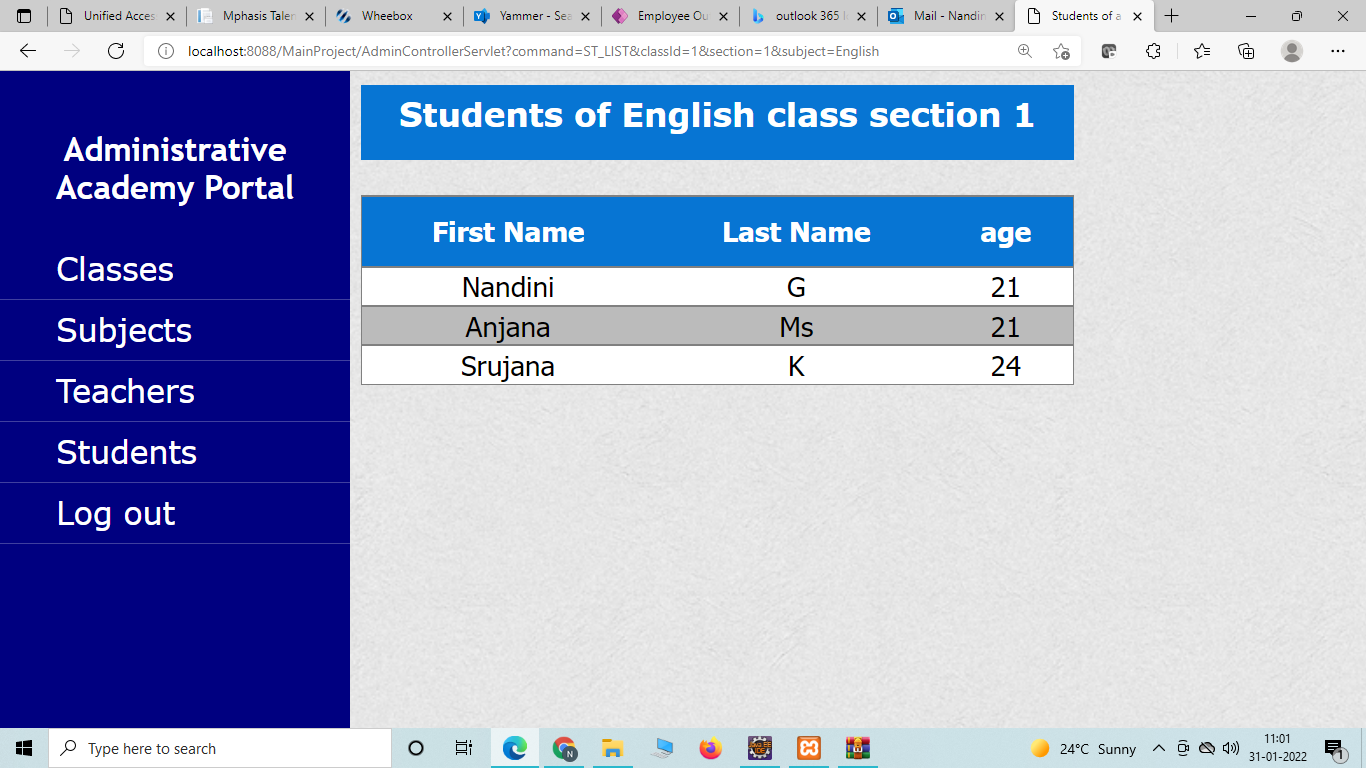 Unified Acces
Mphasis Talen
Wheebox
Yammer - Sea
Employee Ou
outlook 365 l
Mail - Nandin
Students of a
localhost:8088/MainProject/AdminControllerServlet?command=ST_LIST&classId=1&section=1&subject=English
Administrative
Academy Portal
Classes
Subjects
Teachers
Students
Log out
Students of English class section 1
First Name Last Name age
Nandini G 21
Anjana Ms 21
Srujana K 24
Type here to search
24°C Sunny
11:01
31-01-2022
1